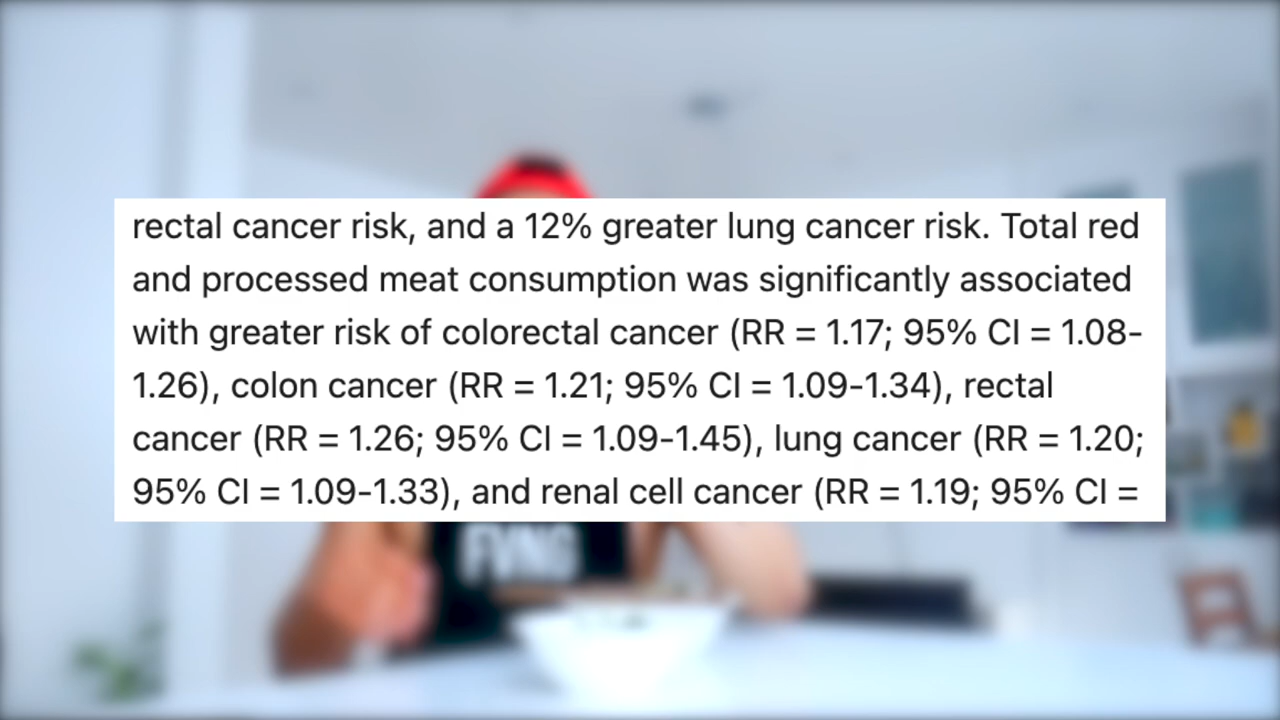 rectal cancer risk, and a 12% greater lung cancer risk. Total red
and processed meat consumption was significantly associated
with greater risk of colorectal cancer (RR = 1.17; 95% CI = 1.08-
1.26), colon cancer (RR = 1.21; 95% CI = 1.09-1.34), rectal
cancer (RR = 1.26; 95% CI = 1.09-1.45), lung cancer (RR = 1.20;
95% CI = 1.09-1.33), and renal cell cancer (RR = 1.19; 95% CI =